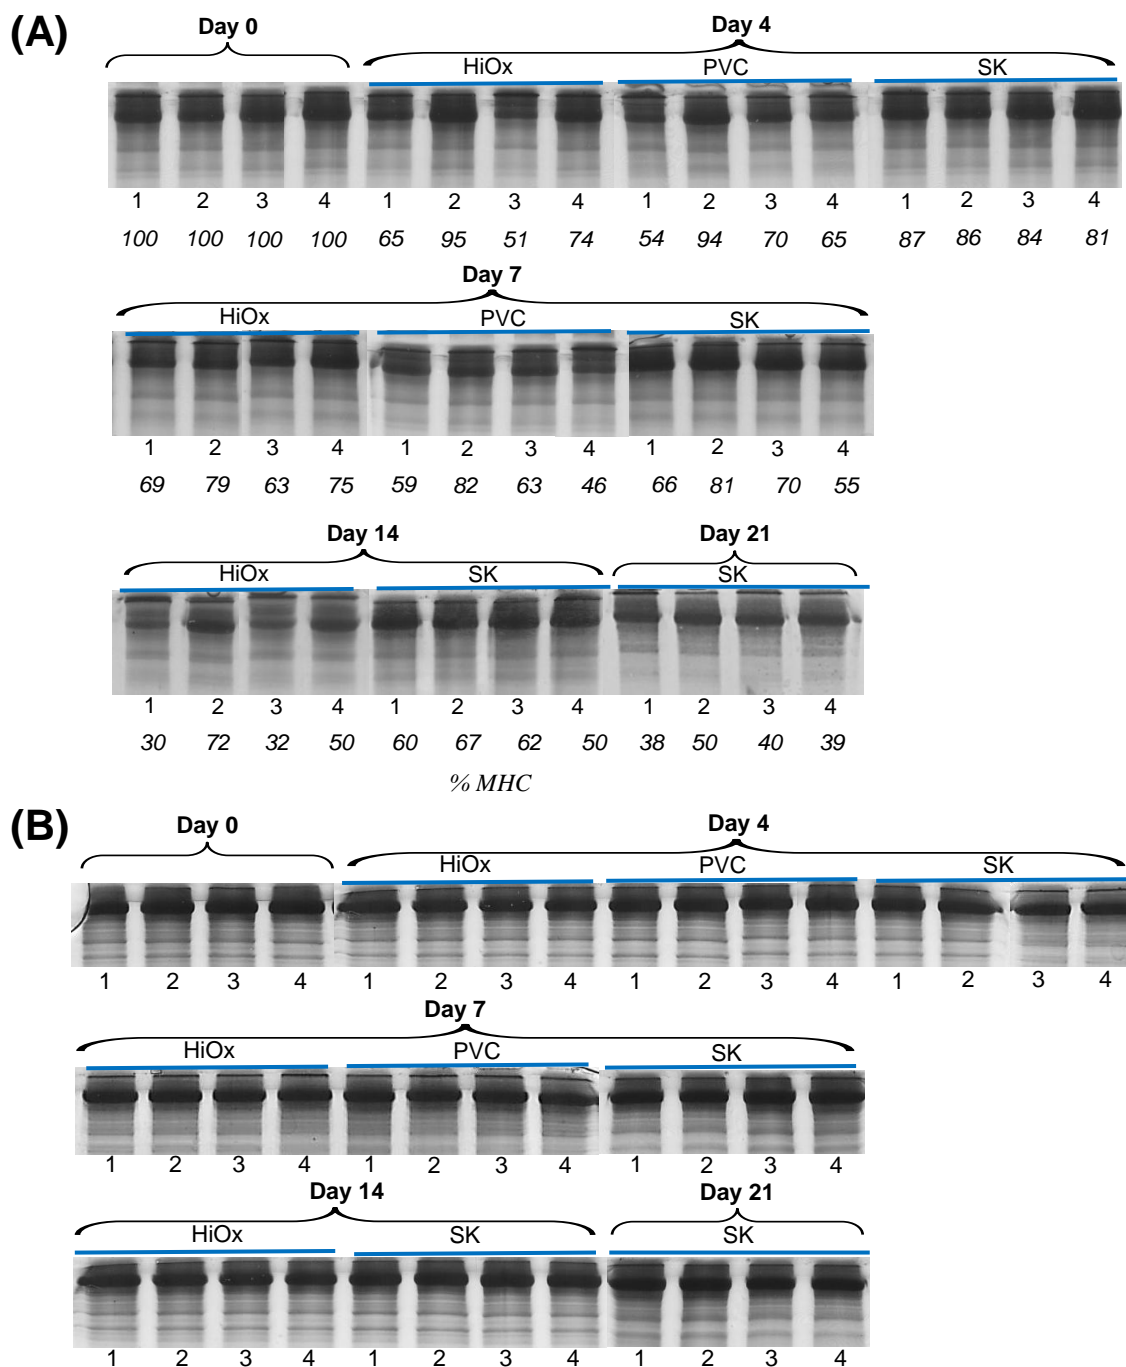 (A)
Day 0 Day 4
HiOx PVC SK
1 2 3 4 1 2 3 4 1 2 3 4 1 2 3 4
100 100 100 100 65 95 51 74 54 94 70 65 87 86 84 81
Day 7
HiOx PVC SK
1 2 3 4 1 2 3 4 1 2 3 4
69 79 63 75 59 82 63 46 66 81 70 55
Day 14 Day 21
HiOx SK SK
1 2 3 4 1 2 3 4 1 2 3 4
30 72 32 50 60 67 62 50 38 50 40 39
% MHC
(B)
Day 0 Day 4
HiOx PVC SK
1 2 3 4 1 2 3 4 1 2 3 4 1 2 3 4
Day 7
HiOx PVC SK
1 2 3 4 1 2 3 4 1 2 3 4
Day 14 Day 21
HiOx SK SK
1 2 3 4 1 2 3 4 1 2 3 4